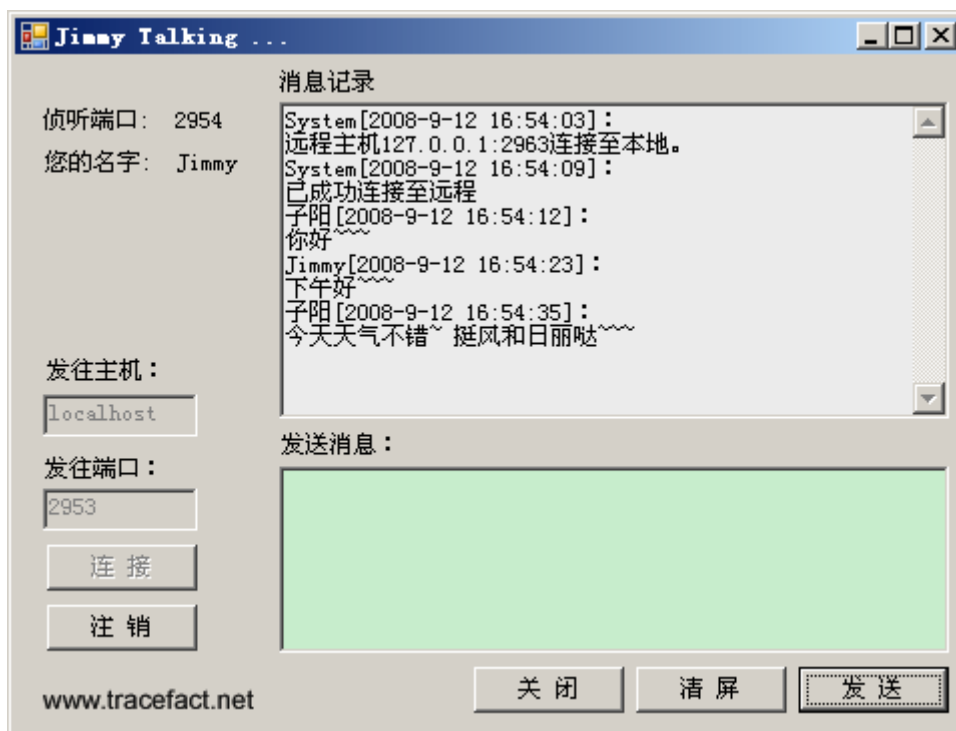 Jimmy Talking ...
消息记录
侦听端口: 2954
您的名字: Jimmy
System[2008-9-12 16:54:03]:
远程主机127.0.0.1:2963连接至本地。
System[2008-9-12 16:54:09]:
已成功连接至远程
子阳[2008-9-12 16:54:12]:
你好~~~
Jimmy[2008-9-12 16:54:23]:
下午好~~~
子阳[2008-9-12 16:54:35]:
今天天气不错~ 挺风和日丽哒~~~
发往主机:
localhost
发往端口:
2953
连 接
注 销
发送消息:
www.tracefact.net
关 闭
清 屏
发 送